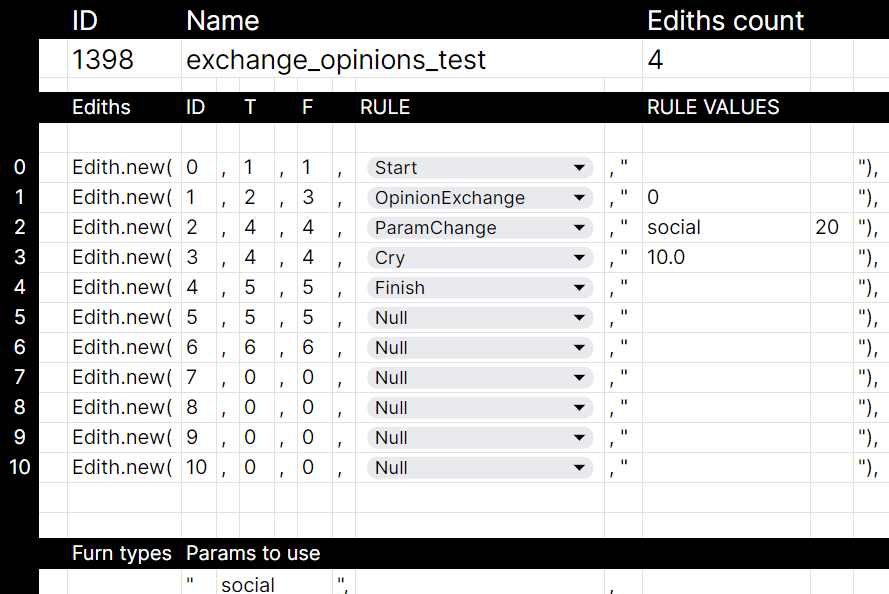 ID Name Ediths count
1398 exchange_opinions_test 4
Ediths ID T F RULE RULE VALUES
0 Edith.new( 0 , 1 , 1 , Start , " "),
1 Edith.new( 1 , 2 , 3 , OpinionExchange , " 0 "),
2 Edith.new( 2 , 4 , 4 , ParamChange , " social 20 "),
3 Edith.new( 3 , 4 , 4 , Cry , " 10.0 "),
4 Edith.new( 4 , 5 , 5 , Finish , " "),
5 Edith.new( 5 , 5 , 5 , Null , " "),
6 Edith.new( 6 , 6 , 6 , Null , " "),
7 Edith.new( 7 , 0 , 0 , Null , " "),
8 Edith.new( 8 , 0 , 0 , Null , " "),
9 Edith.new( 9 , 0 , 0 , Null , " "),
10 Edith.new( 10 , 0 , 0 , Null , " "),
Furn types Params to use
" social ", ,